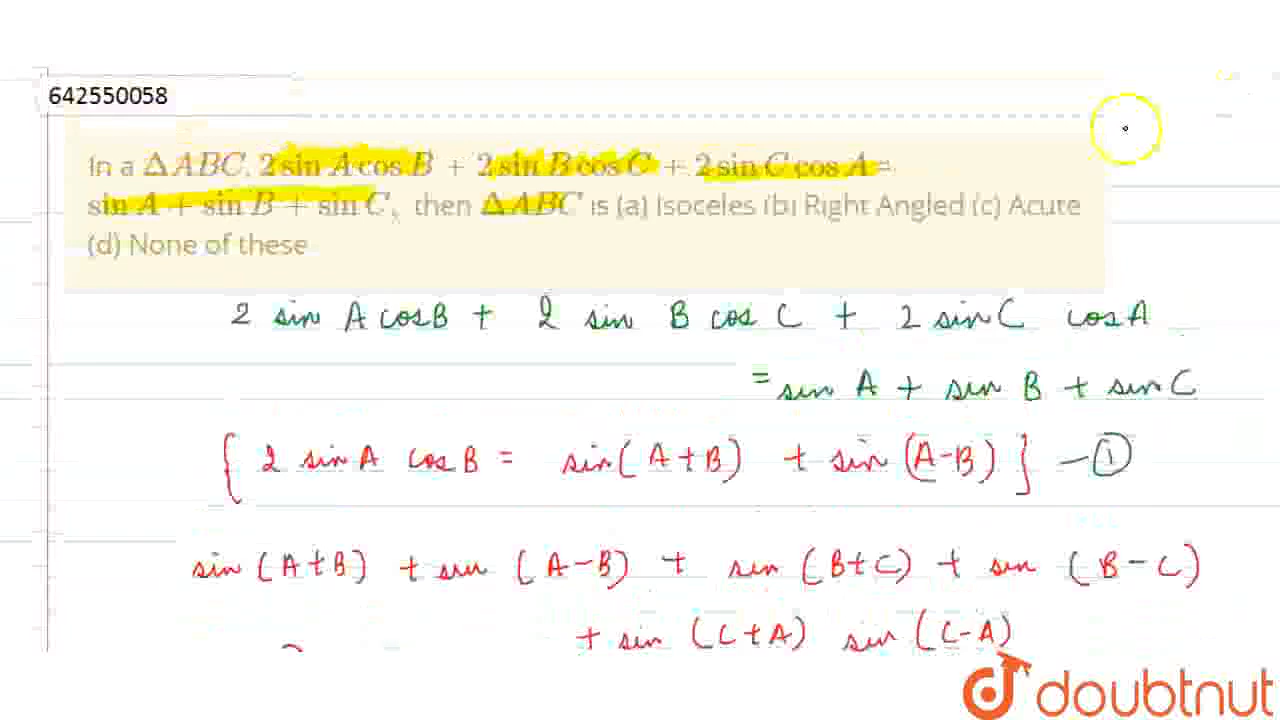 642550058
In a ΔABC, 2 sin A cos B + 2 sin B cos C + 2 sin C cos A =
sin A + sin B + sin C, then ΔABC is (a) Isoceles (b) Right Angled (c) Acute
(d) None of these
2 sin A cosB + 2 sin B cos C + 2 sin C cos A
= sin A + sin B + sin C
{ 2 sin A cos B = sin(A+B) + sin (A-B) } - ①
sin (A+B) + sin (A-B) + sin (B+C) + sin (B-C)
+ sin (C+A) sin (C-A)
doubtnut